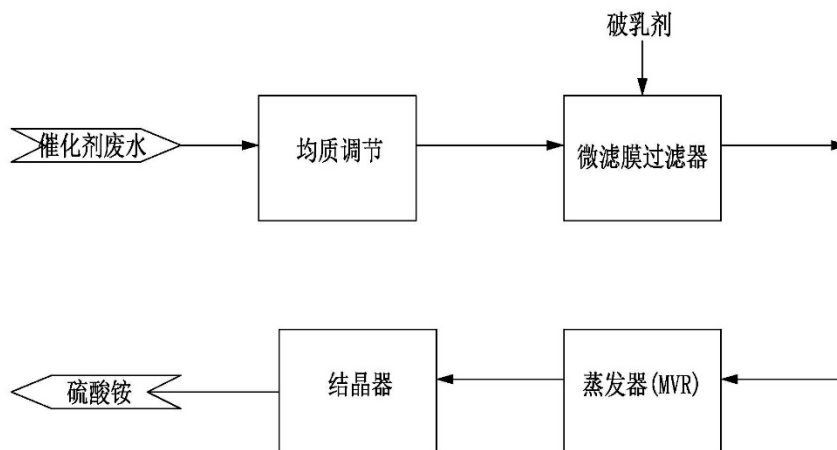 破乳剂
催化剂废水
均质调节
微滤膜过滤器
硫酸铵
结晶器
蒸发器(MVR)